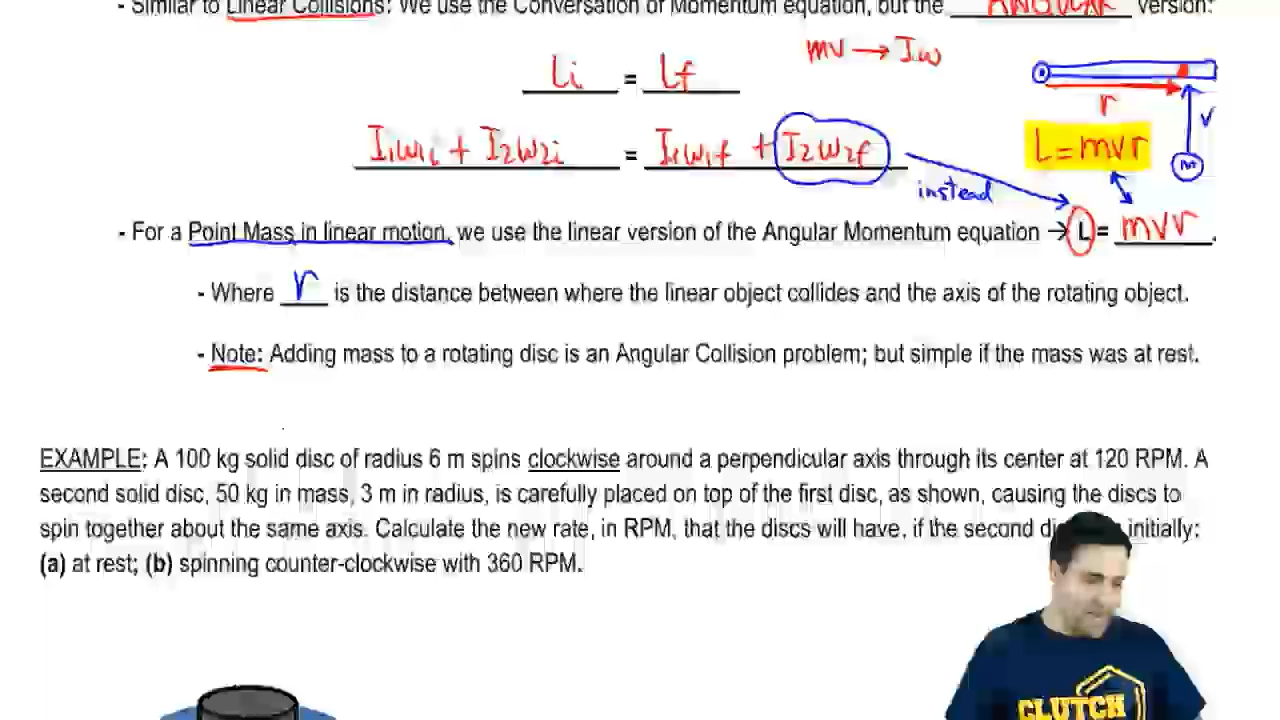 - Similar to Linear Collisions: We use the Conversation of Momentum equation, but the ANGULAR version:
mv → Iω
Li = Lf
r
v
I1ω1i + I2ω2i = I1ω1f + I2ω2f
L = mvr
m
instead
- For a Point Mass in linear motion, we use the linear version of the Angular Momentum equation → L = mvr.
- Where r is the distance between where the linear object collides and the axis of the rotating object.
- Note: Adding mass to a rotating disc is an Angular Collision problem; but simple if the mass was at rest.
EXAMPLE: A 100 kg solid disc of radius 6 m spins clockwise around a perpendicular axis through its center at 120 RPM. A
second solid disc, 50 kg in mass, 3 m in radius, is carefully placed on top of the first disc, as shown, causing the discs to
spin together about the same axis. Calculate the new rate, in RPM, that the discs will have, if the second initially:
(a) at rest; (b) spinning counter-clockwise with 360 RPM.
CLUTCH